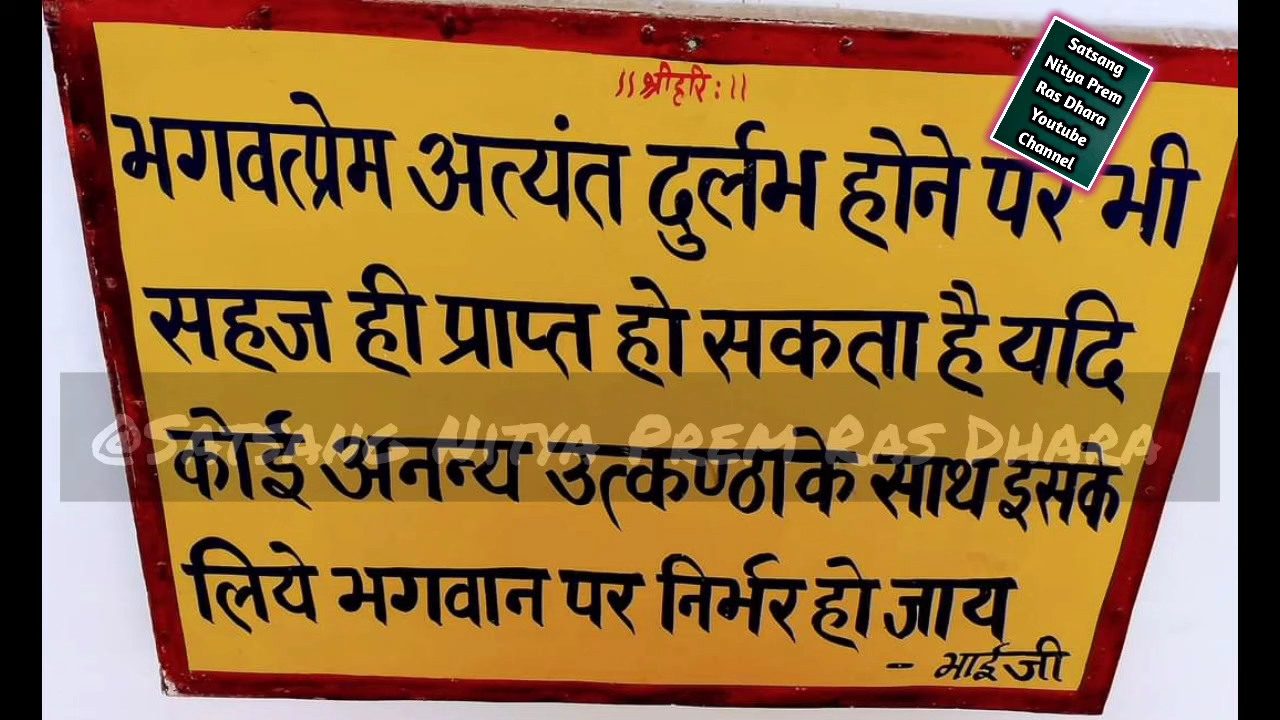 ।।श्रीहरि:।।
भगवत्प्रेम अत्यंत दुर्लभ होने पर भी
सहज ही प्राप्त हो सकता है यदि
कोई अनन्य उत्कण्ठाके साथ इसके
लिये भगवान पर निर्भर हो जाय
- भाईजी
Satsang
Nitya Prem
Ras Dhara
Youtube
Channel
@Satsang Nitya Prem Ras Dhara